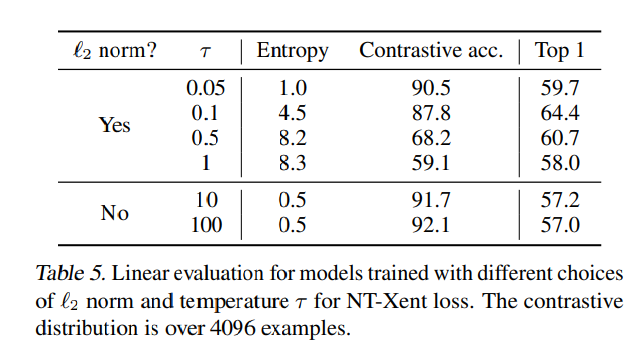 ℓ2 norm? τ Entropy Contrastive acc. Top 1
0.05 1.0 90.5 59.7
0.1 4.5 87.8 64.4
Yes
0.5 8.2 68.2 60.7
1 8.3 59.1 58.0
10 0.5 91.7 57.2
No
100 0.5 92.1 57.0
Table 5. Linear evaluation for models trained with different choices
of ℓ2 norm and temperature τ for NT-Xent loss. The contrastive
distribution is over 4096 examples.